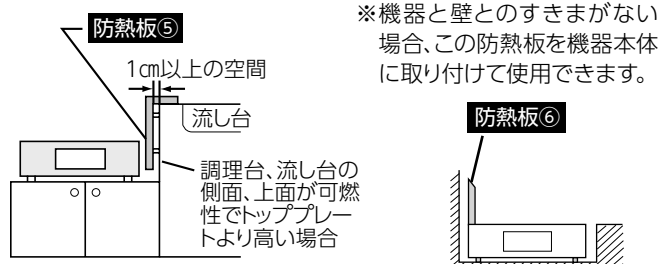 防熱板⑤
1㎝以上の空間
流し台
調理台、流し台の
側面、上面が可燃
性でトッププレー
トより高い場合
※機器と壁とのすきまがない
場合、この防熱板を機器本体
に取り付けて使用できます。
防熱板⑥